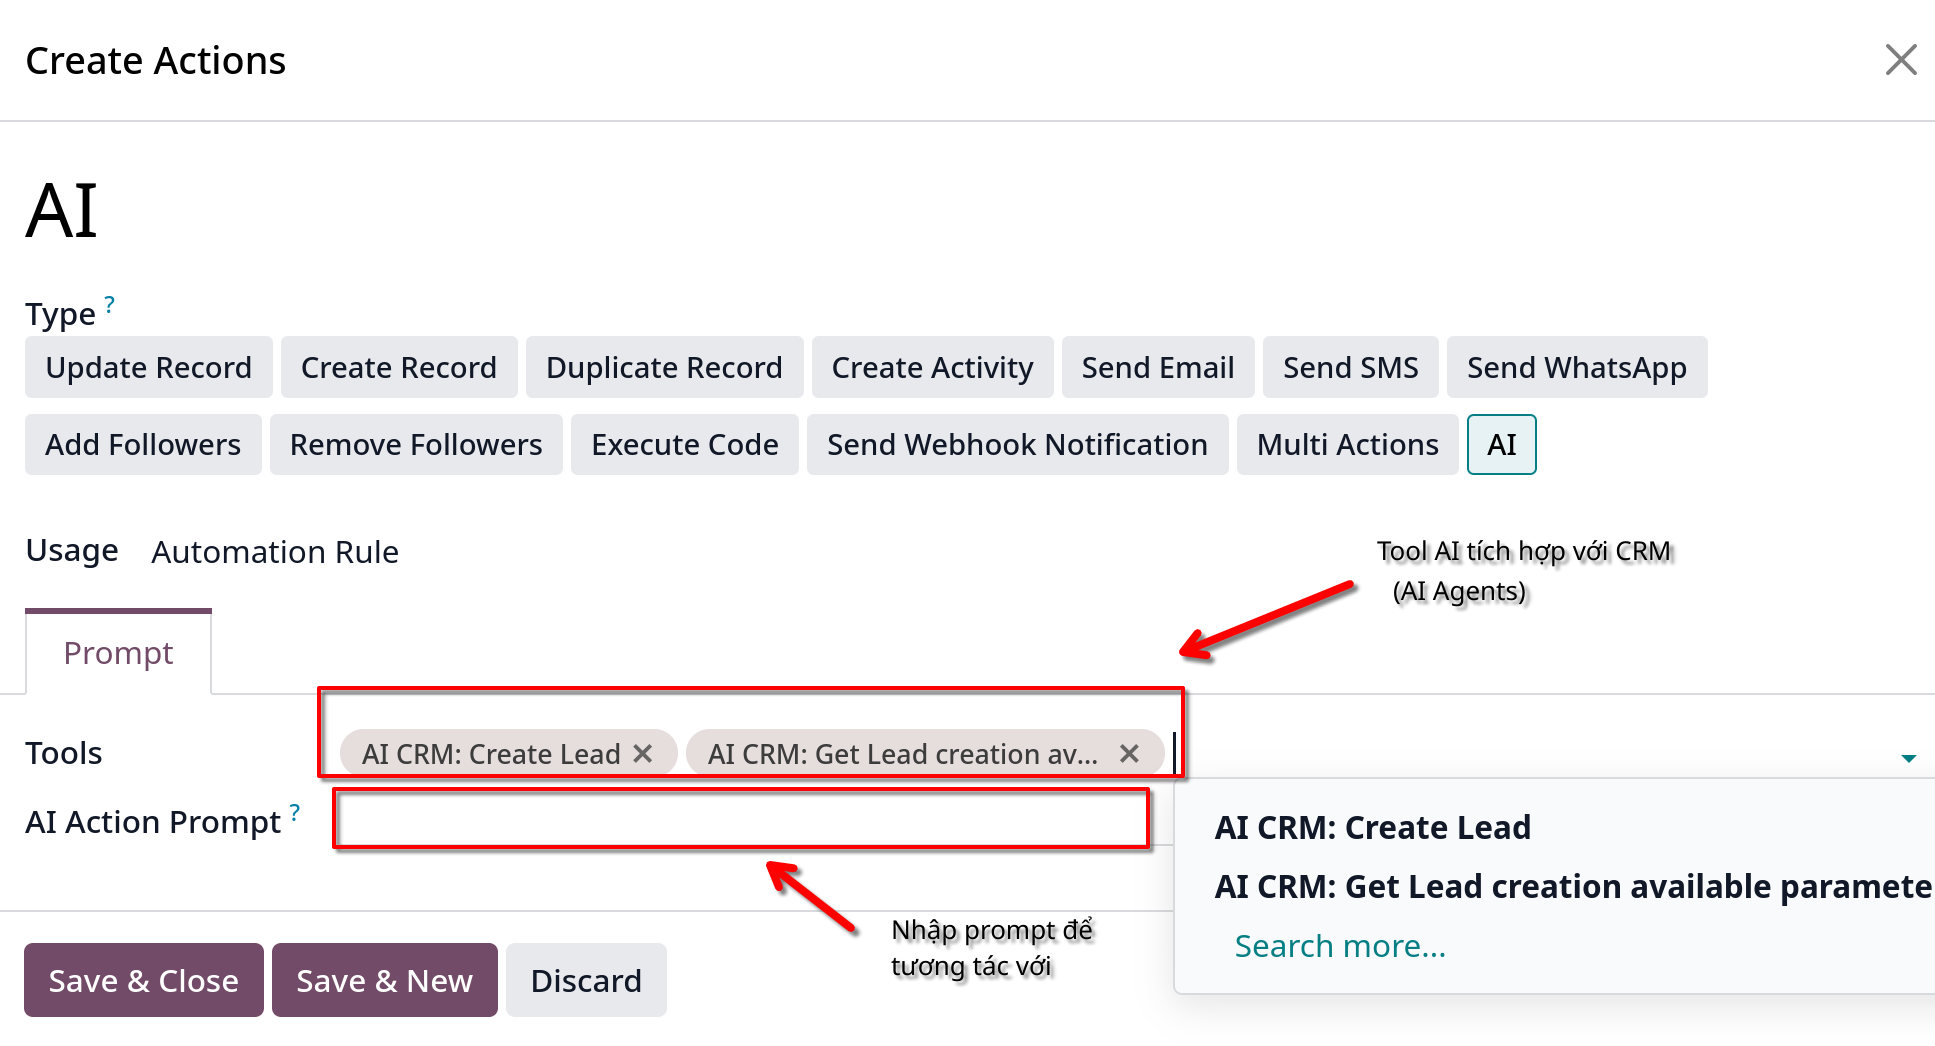 Create Actions
AI
Type ?
Update Record Create Record Duplicate Record Create Activity Send Email Send SMS Send WhatsApp
Add Followers Remove Followers Execute Code Send Webhook Notification Multi Actions AI
Usage Automation Rule
Tool AI tích hợp với CRM
(AI Agents)
Prompt
Tools AI CRM: Create Lead AI CRM: Get Lead creation av...
AI Action Prompt ?
AI CRM: Create Lead
AI CRM: Get Lead creation available paramete
Search more...
Nhập prompt để
tương tác với
Save & Close Save & New Discard